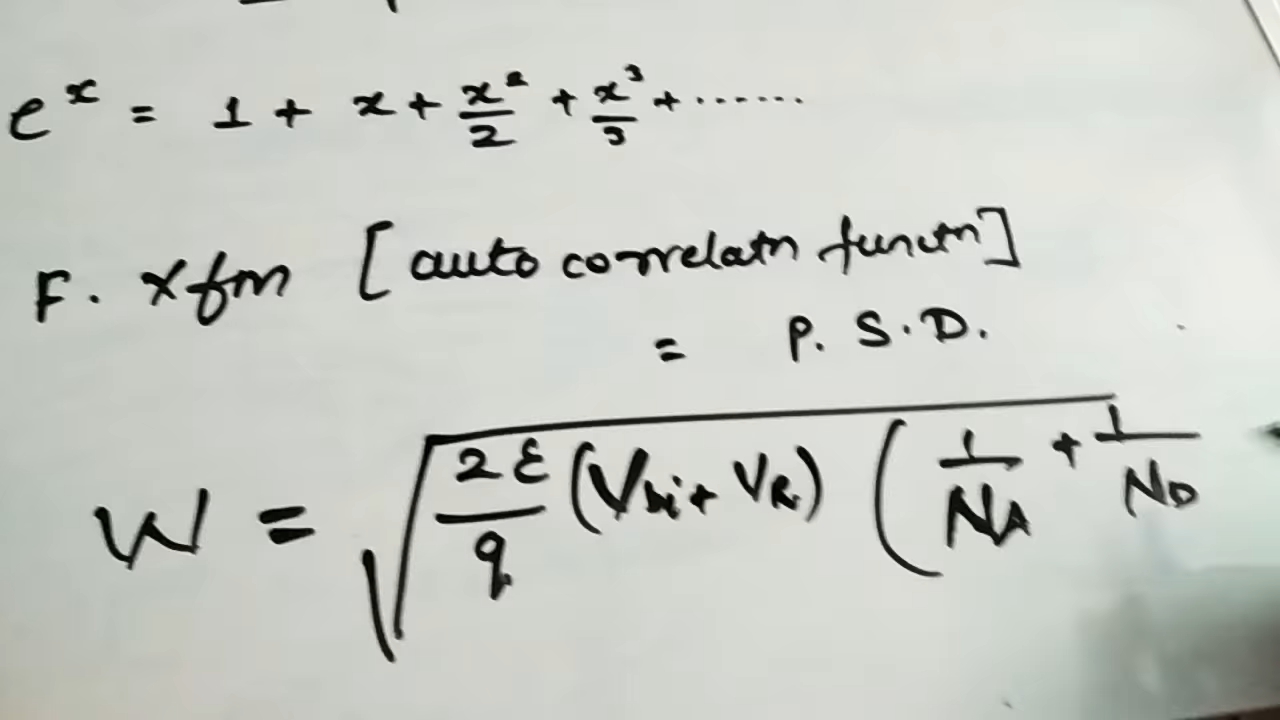 e^x = 1 + x + x^2/2 + x^3/3 + ......
F. xfm [auto correlatn functn]
= P. S. D.
W = √(2ε/q (Vbi + VR) (1/NA + 1/ND